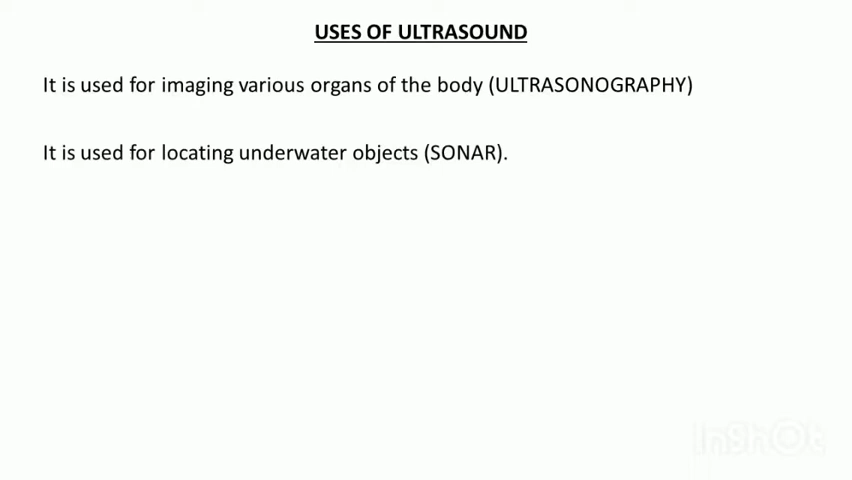 USES OF ULTRASOUND
It is used for imaging various organs of the body (ULTRASONOGRAPHY)
It is used for locating underwater objects (SONAR).
InShOt